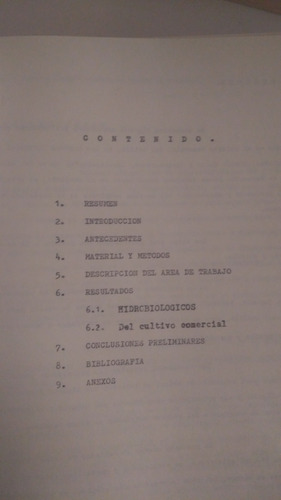 CONTENIDO.
1. RESUMEN
2. INTRODUCCION
3. ANTECEDENTES
4. MATERIAL Y METODOS
5. DESCRIPCION DEL AREA DE TRABAJO
6. RESULTADOS
6.1. HIDROBIOLOGICOS
6.2. Del cultivo comercial
7. CONCLUSIONES PRELIMINARES
8. BIBLIOGRAFIA
9. ANEXOS